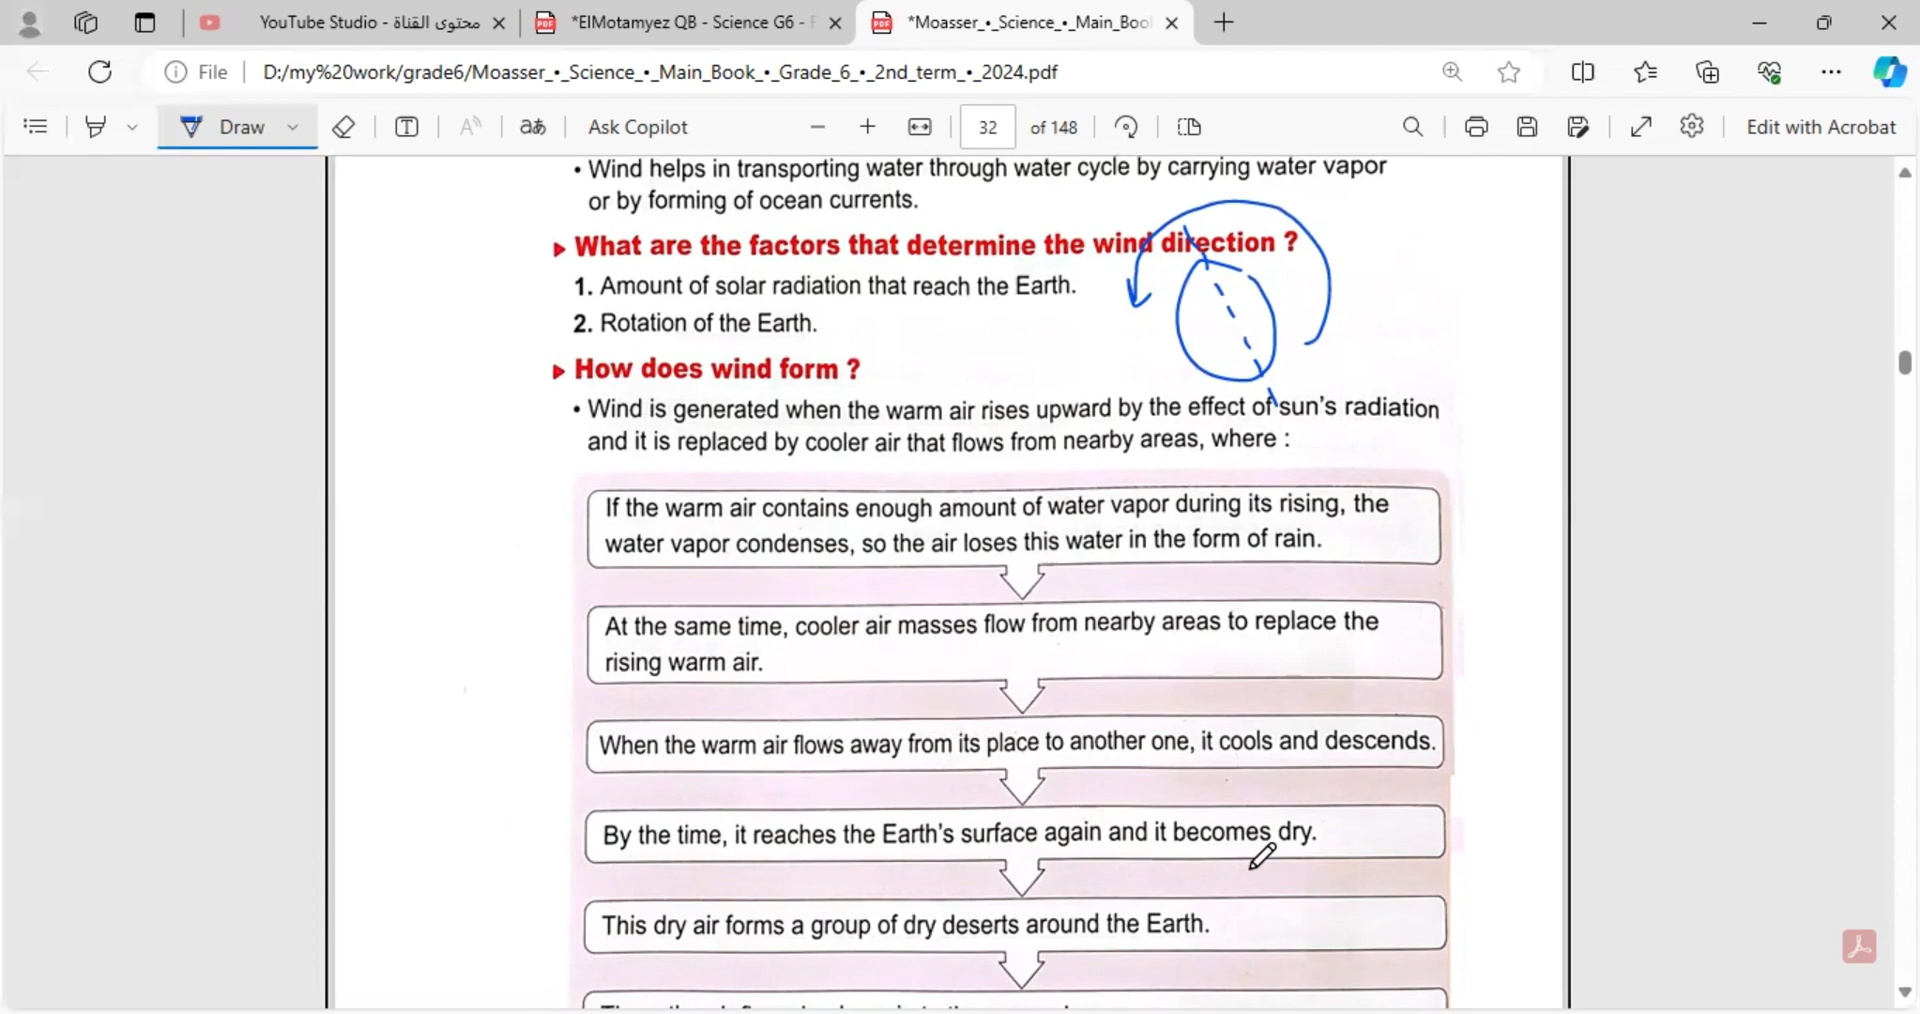 YouTube Studio - محتوى القناة
*ElMotamyez QB - Science G6 -
*Moasser_•_Science_•_Main_Boo
File
D:/my%20work/grade6/Moasser_•_Science_•_Main_Book_•_Grade_6_•_2nd_term_•_2024.pdf
Draw
Ask Copilot
32 of 148
Edit with Acrobat
• Wind helps in transporting water through water cycle by carrying water vapor
or by forming of ocean currents.
What are the factors that determine the wind direction ?
1. Amount of solar radiation that reach the Earth.
2. Rotation of the Earth.
How does wind form ?
• Wind is generated when the warm air rises upward by the effect of sun's radiation
and it is replaced by cooler air that flows from nearby areas, where :
If the warm air contains enough amount of water vapor during its rising, the
water vapor condenses, so the air loses this water in the form of rain.
At the same time, cooler air masses flow from nearby areas to replace the
rising warm air.
When the warm air flows away from its place to another one, it cools and descends.
By the time, it reaches the Earth's surface again and it becomes dry.
This dry air forms a group of dry deserts around the Earth.